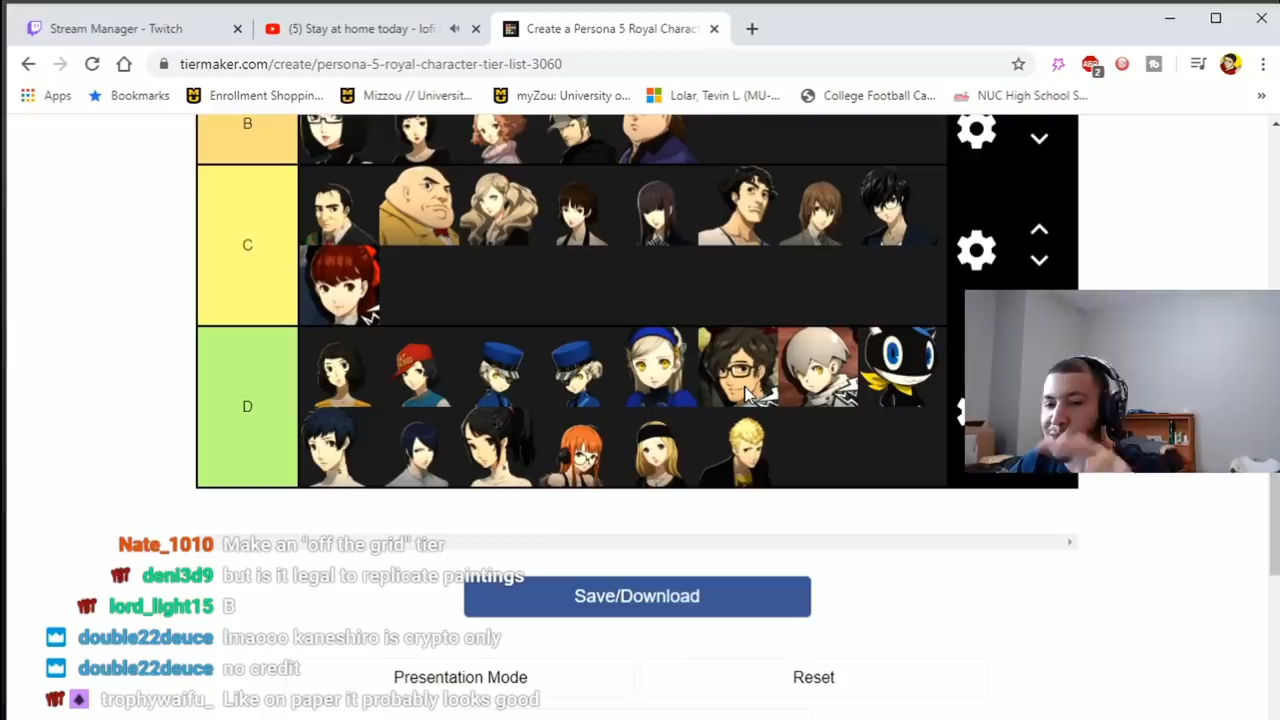 Stream Manager - Twitch
(5) Stay at home today - lofi
Create a Persona 5 Royal Charact
tiermaker.com/create/persona-5-royal-character-tier-list-3060
2
Apps
Bookmarks
Enrollment Shoppin...
Mizzou // Universit...
myZou: University o...
Lolar, Tevin L. (MU-...
College Football Ca...
NUC High School S...
»
B
C
D
Nate_1010 Make an "off the grid" tier
deni3d9 but is it legal to replicate paintings
lord_light15 B
Save/Download
double22deuce lmaooo kaneshiro is crypto only
double22deuce no credit
Presentation Mode
Reset
trophywaifu_ Like on paper it probably looks good